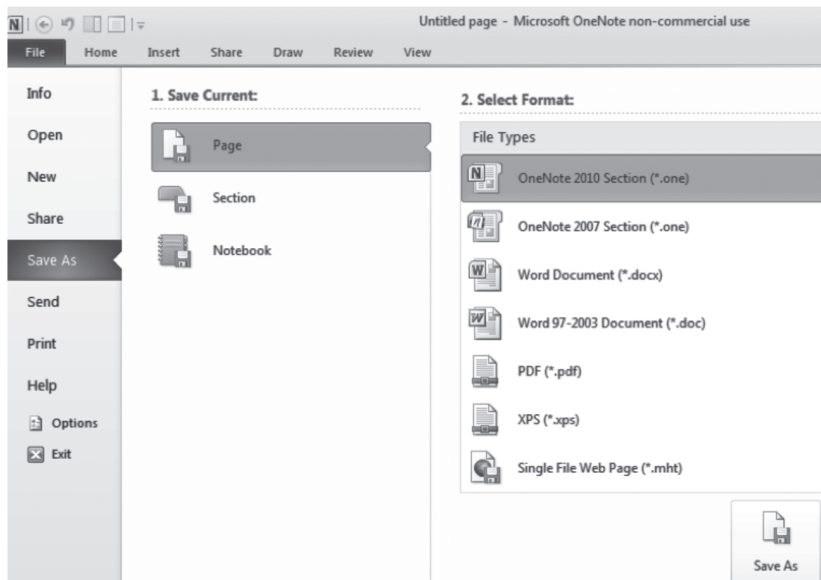 Untitled page - Microsoft OneNote non-commercial use
File Home Insert Share Draw Review View
Info
Open
New
Share
Save As
Send
Print
Help
Options
Exit
1. Save Current:
Page
Section
Notebook
2. Select Format:
File Types
OneNote 2010 Section (*.one)
OneNote 2007 Section (*.one)
Word Document (*.docx)
Word 97-2003 Document (*.doc)
PDF (*.pdf)
XPS (*.xps)
Single File Web Page (*.mht)
Save As